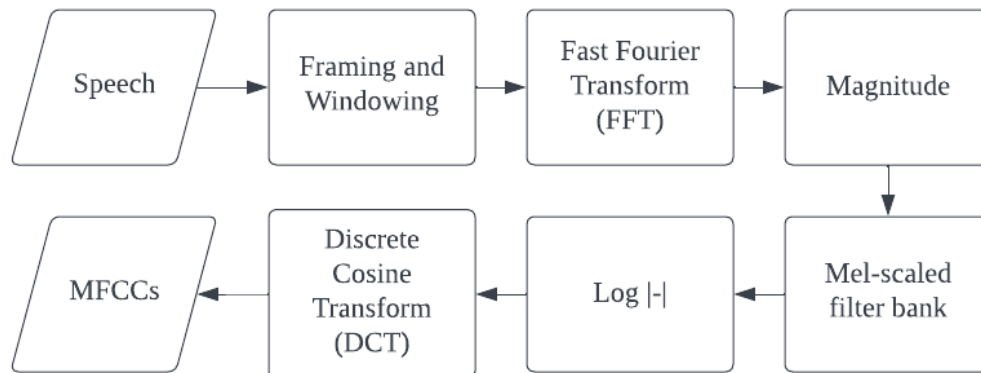 Speech
Framing and
Windowing
Fast Fourier
Transform
(FFT)
Magnitude
Mel-scaled
filter bank
Log |-|
Discrete
Cosine
Transform
(DCT)
MFCCs